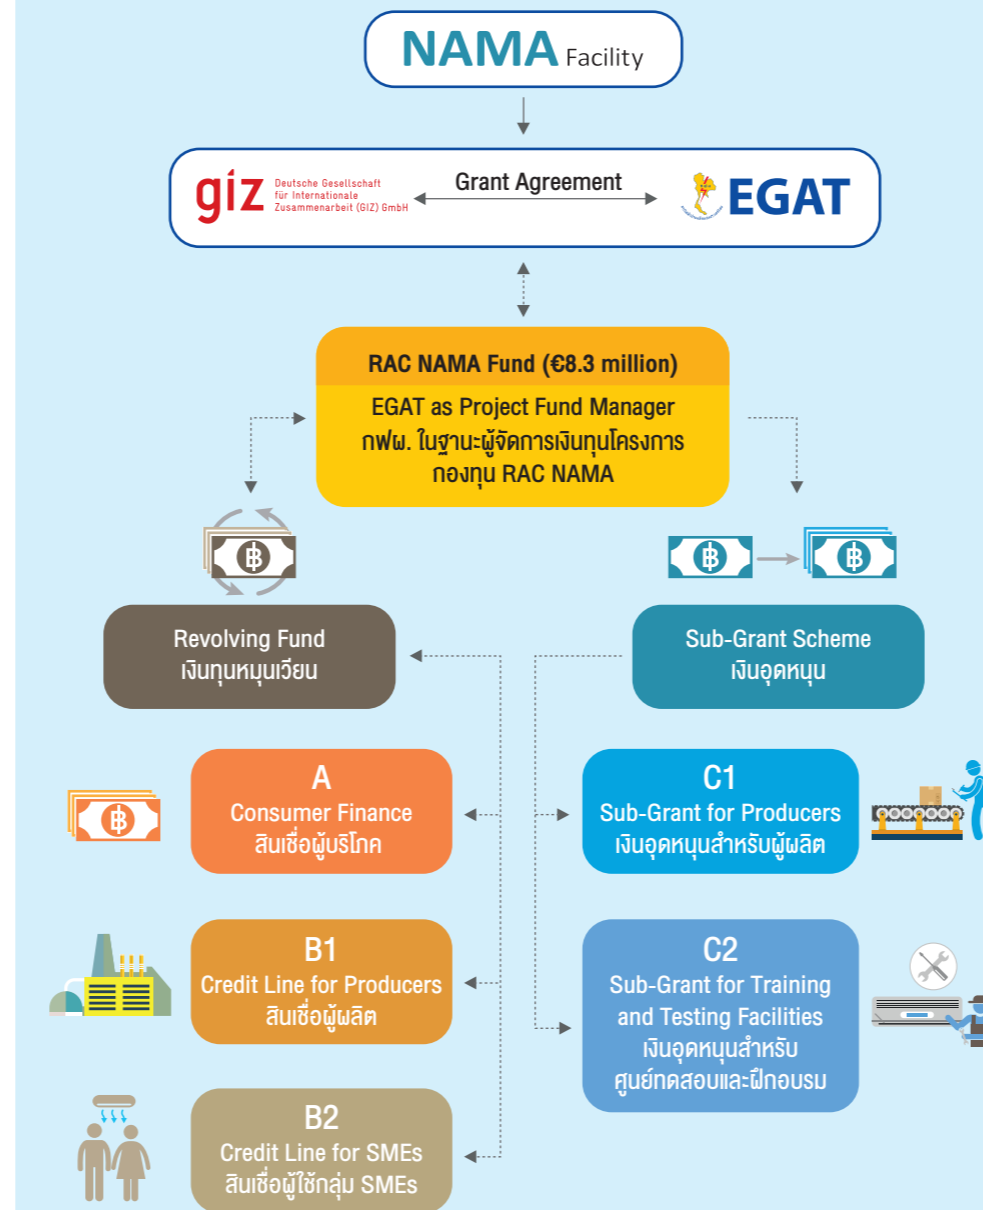 NAMA Facility
giz Deutsche Gesellschaft
für Internationale
Zusammenarbeit (GIZ) GmbH
Grant Agreement
EGAT
RAC NAMA Fund (€8.3 million)
EGAT as Project Fund Manager
กฟผ. ในฐานะผู้จัดการเงินทุนโครงการ
กองทุน RAC NAMA
Revolving Fund
เงินทุนหมุนเวียน
Sub-Grant Scheme
เงินอุดหนุน
A
Consumer Finance
สินเชื่อผู้บริโภค
C1
Sub-Grant for Producers
เงินอุดหนุนสำหรับผู้ผลิต
B1
Credit Line for Producers
สินเชื่อผู้ผลิต
C2
Sub-Grant for Training
and Testing Facilities
เงินอุดหนุนสำหรับ
ศูนย์ทดสอบและฝึกอบรม
B2
Credit Line for SMEs
สินเชื่อผู้ใช้กลุ่ม SMEs